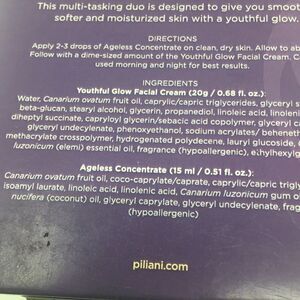 This multi-tasking duo is designed to give you smoot
softer and moisturized skin with a youthful glow.
DIRECTIONS
Apply 2-3 drops of Ageless Concentrate on clean, dry skin. Allow to ab
Follow with a dime-sized amount of the Youthful Glow Facial Cream. C
used morning and night for best results.
INGREDIENTS
Youthful Glow Facial Cream (20g / 0.68 fl. oz.):
Water, Canarium ovatum fruit oil, caprylic/capric triglycerides, glyceryl s
beta-glucan, stearyl alcohol, glycerin, propanediol, linoleic acid, linolenic
diheptyl succinate, capryloyl glycerin/sebacic acid copolymer, glyceryl c
glyceryl undecylenate, phenoxyethanol, sodium acrylates/ behenet
methacrylate crosspolymer, hydrogenated polydecene, lauryl glucoside,
luzonicum (elemi) essential oil, fragrance (hypoallergenic),
Ageless Concentrate (15 ml / 0.51 fl. oz.):
Canarium ovatum fruit oil, coco-caprylate/caprate, caprylic/capric trigly
isoamyl laurate, linoleic acid, linolenic acid, Canarium luzonicum gum o
nucifera (coconut) oil, glyceryl caprylate, glyceryl undecylenate, fragr
(hypoallergenic)
piliani.com